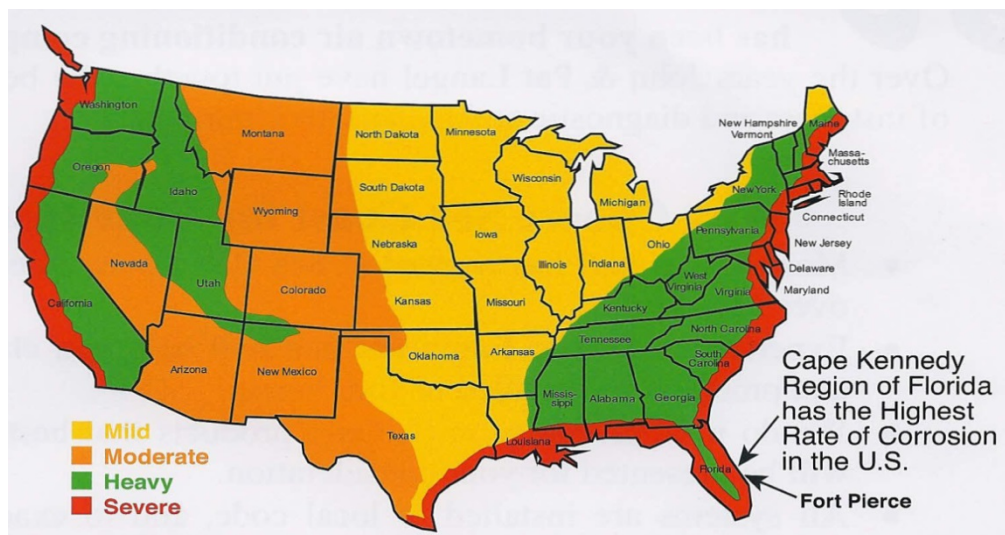 Washington
Montana
North Dakota
Minnesota
New Hampshire
Vermont
Maine
Oregon
Idaho
Wyoming
South Dakota
Wisconsin
Michigan
New York
Massa-
chusetts
Rhode
Island
Connecticut
Nevada
Utah
Colorado
Nebraska
Iowa
Illinois
Indiana
Ohio
Pennsylvania
New Jersey
Delaware
Maryland
California
Kansas
Missouri
Kentucky
West
Virginia
Virginia
Arizona
New Mexico
Oklahoma
Arkansas
Tennessee
North Carolina
South
Carolina
Texas
Louisiana
Missis-
sippi
Alabama
Georgia
Florida
Cape Kennedy
Region of Florida
has the Highest
Rate of Corrosion
in the U.S.
Fort Pierce
Mild
Moderate
Heavy
Severe